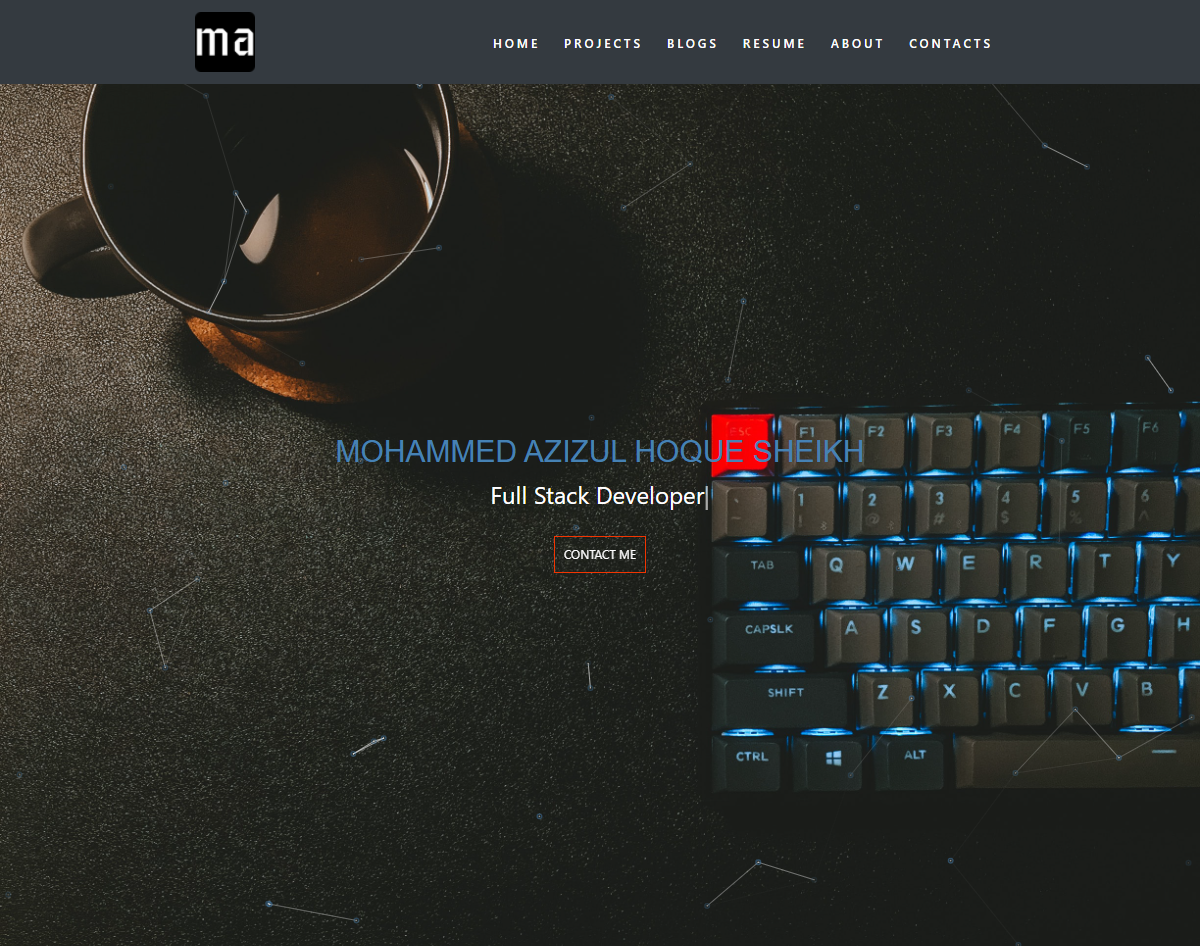 ma
HOME PROJECTS BLOGS RESUME ABOUT CONTACTS
MOHAMMED AZIZUL HOQUE SHEIKH
Full Stack Developer|
CONTACT ME
ESC F1 F2 F3 F4 F5 F6
1 2 3 4 5 6
! @ # $ % ^
TAB Q W E R T Y
CAPSLK A S D F G H
SHIFT Z X C V B
CTRL ALT